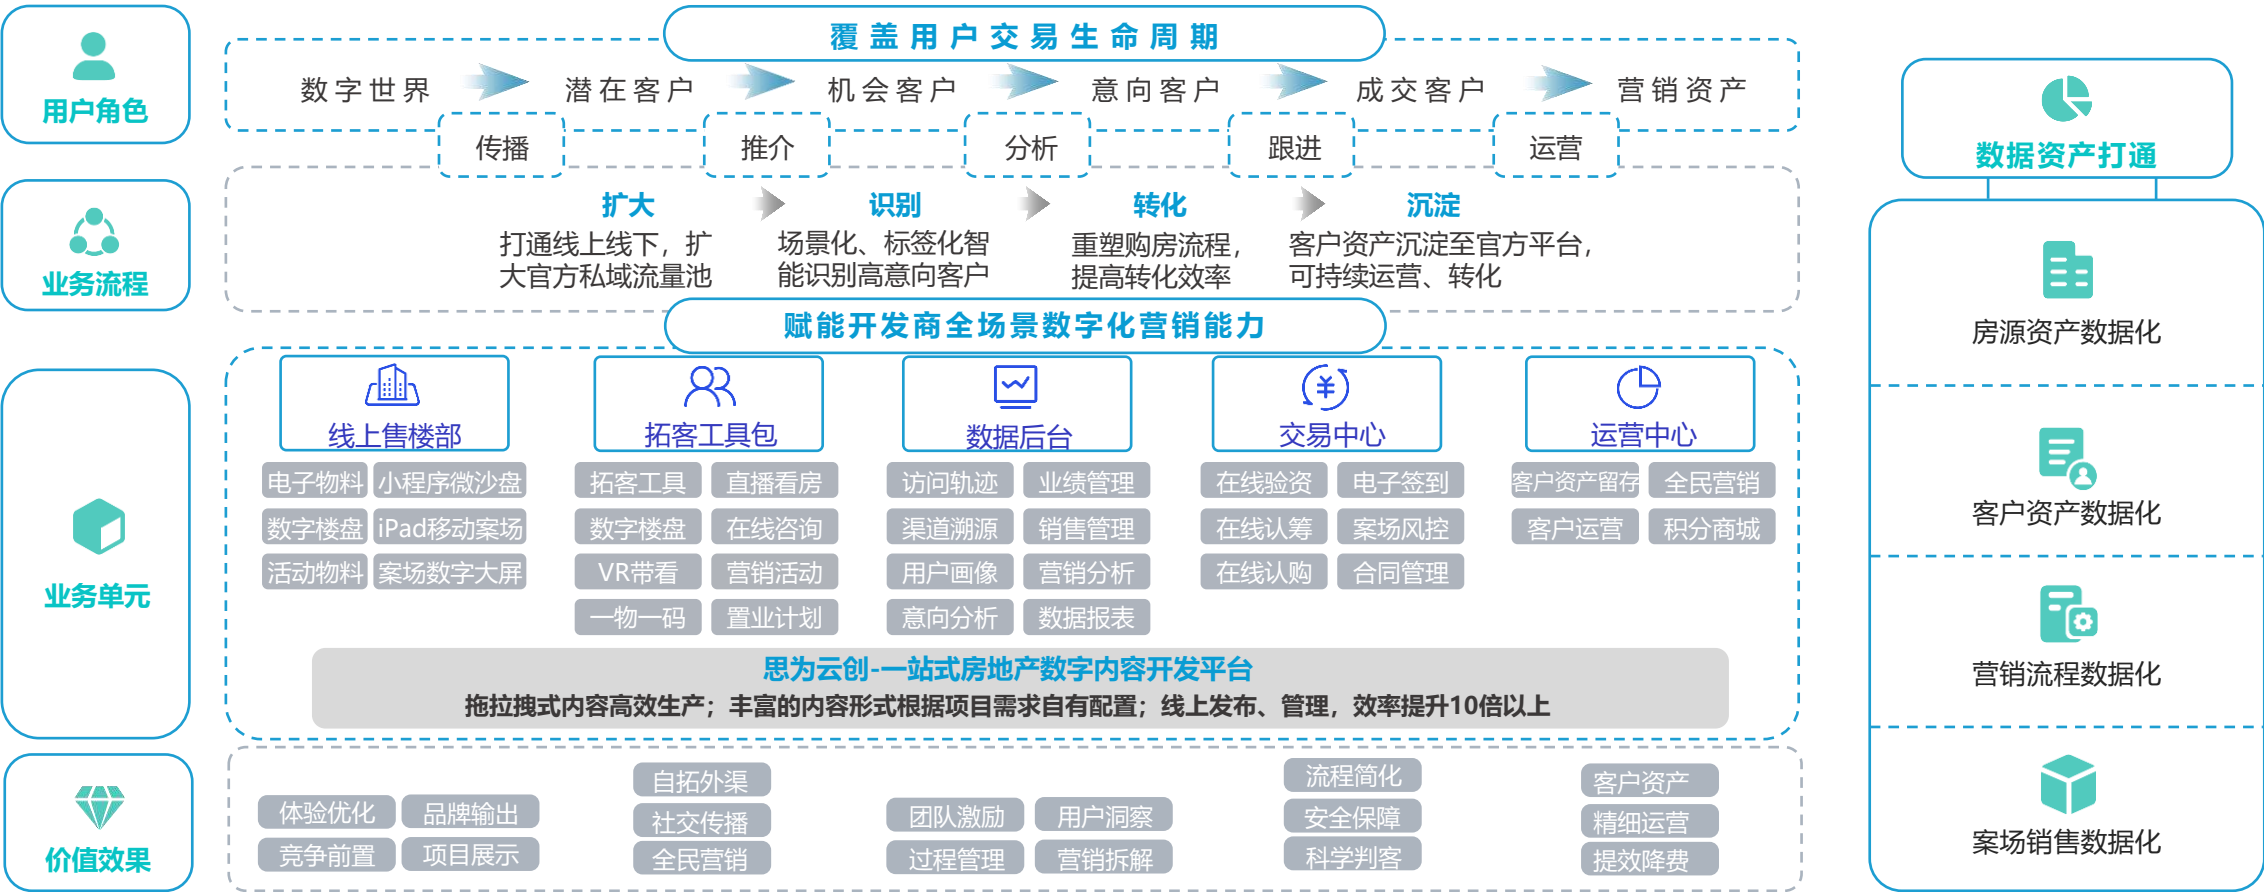 覆盖用户交易生命周期
用户角色
数字世界
潜在客户
机会客户
意向客户
成交客户
营销资产
传播
推介
分析
跟进
运营
业务流程
扩大
打通线上线下，扩
大官方私域流量池
识别
场景化、标签化智
能识别高意向客户
转化
重塑购房流程，
提高转化效率
沉淀
客户资产沉淀至官方平台，
可持续运营、转化
赋能开发商全场景数字化营销能力
业务单元
线上售楼部
电子物料
小程序微沙盘
数字楼盘
iPad移动案场
活动物料
案场数字大屏
拓客工具包
拓客工具
直播看房
数字楼盘
在线咨询
VR带看
营销活动
一物一码
置业计划
数据后台
访问轨迹
业绩管理
渠道溯源
销售管理
用户画像
营销分析
意向分析
数据报表
交易中心
在线验资
电子签到
在线认筹
案场风控
在线认购
合同管理
运营中心
客户资产留存
全民营销
客户运营
积分商城
思为云创-一站式房地产数字内容开发平台
拖拉拽式内容高效生产；丰富的内容形式根据项目需求自有配置；线上发布、管理，效率提升10倍以上
价值效果
体验优化
品牌输出
竞争前置
项目展示
自拓外渠
社交传播
全民营销
团队激励
用户洞察
过程管理
营销拆解
流程简化
安全保障
科学判客
客户资产
精细运营
提效降费
数据资产打通
房源资产数据化
客户资产数据化
营销流程数据化
案场销售数据化